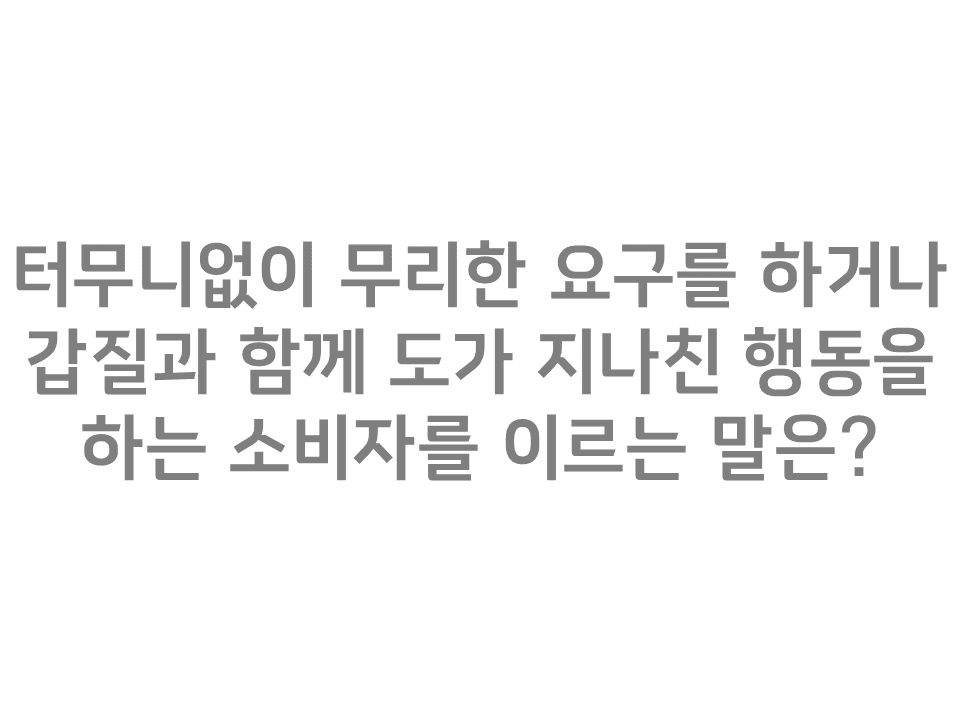 터무니없이 무리한 요구를 하거나
갑질과 함께 도가 지나친 행동을
하는 소비자를 이르는 말은?